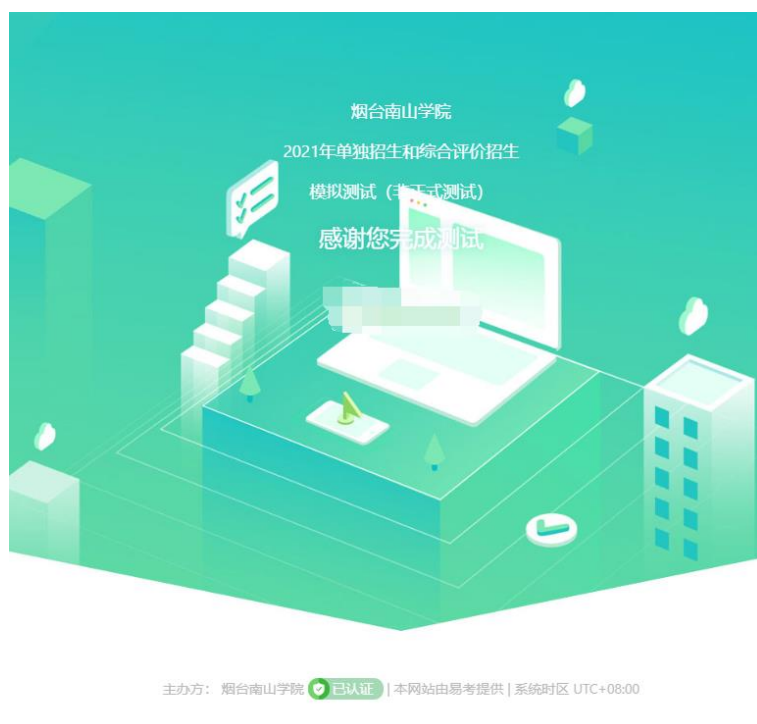 烟台南山学院
2021年单独招生和综合评价招生
模拟测试（非正式测试）
感谢您完成测试
主办方： 烟台南山学院 已认证 | 本网站由易考提供 | 系统时区 UTC+08:00